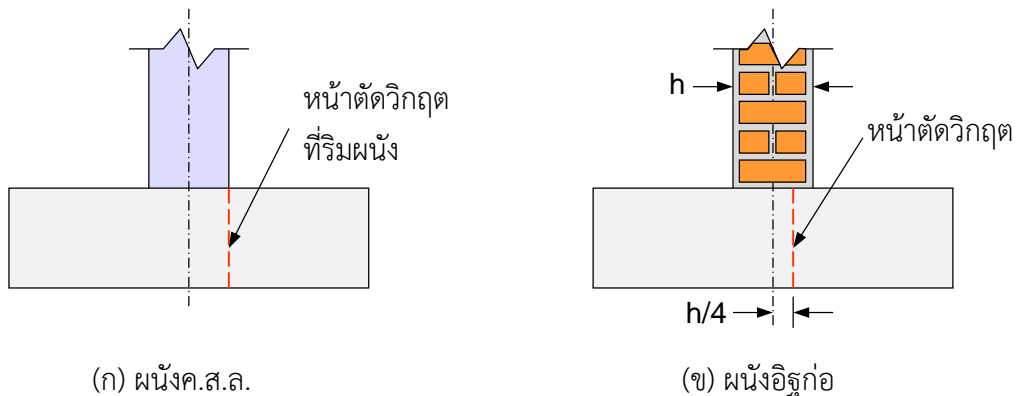 หน้าตัดวิกฤต
ที่ริมผนัง
(ก) ผนังค.ส.ล.
h
หน้าตัดวิกฤต
h/4
(ข) ผนังอิฐก่อ